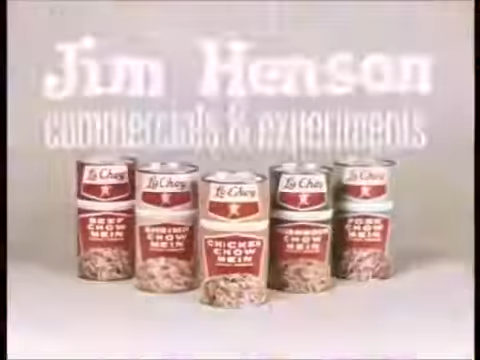 Jim Henson
commercials & experiments
La Choy La Choy La Choy La Choy La Choy
BEEF CHOW MEIN
SHRIMP CHOW MEIN
CHICKEN CHOW MEIN
MUSHROOM CHOW MEIN
PORK CHOW MEIN